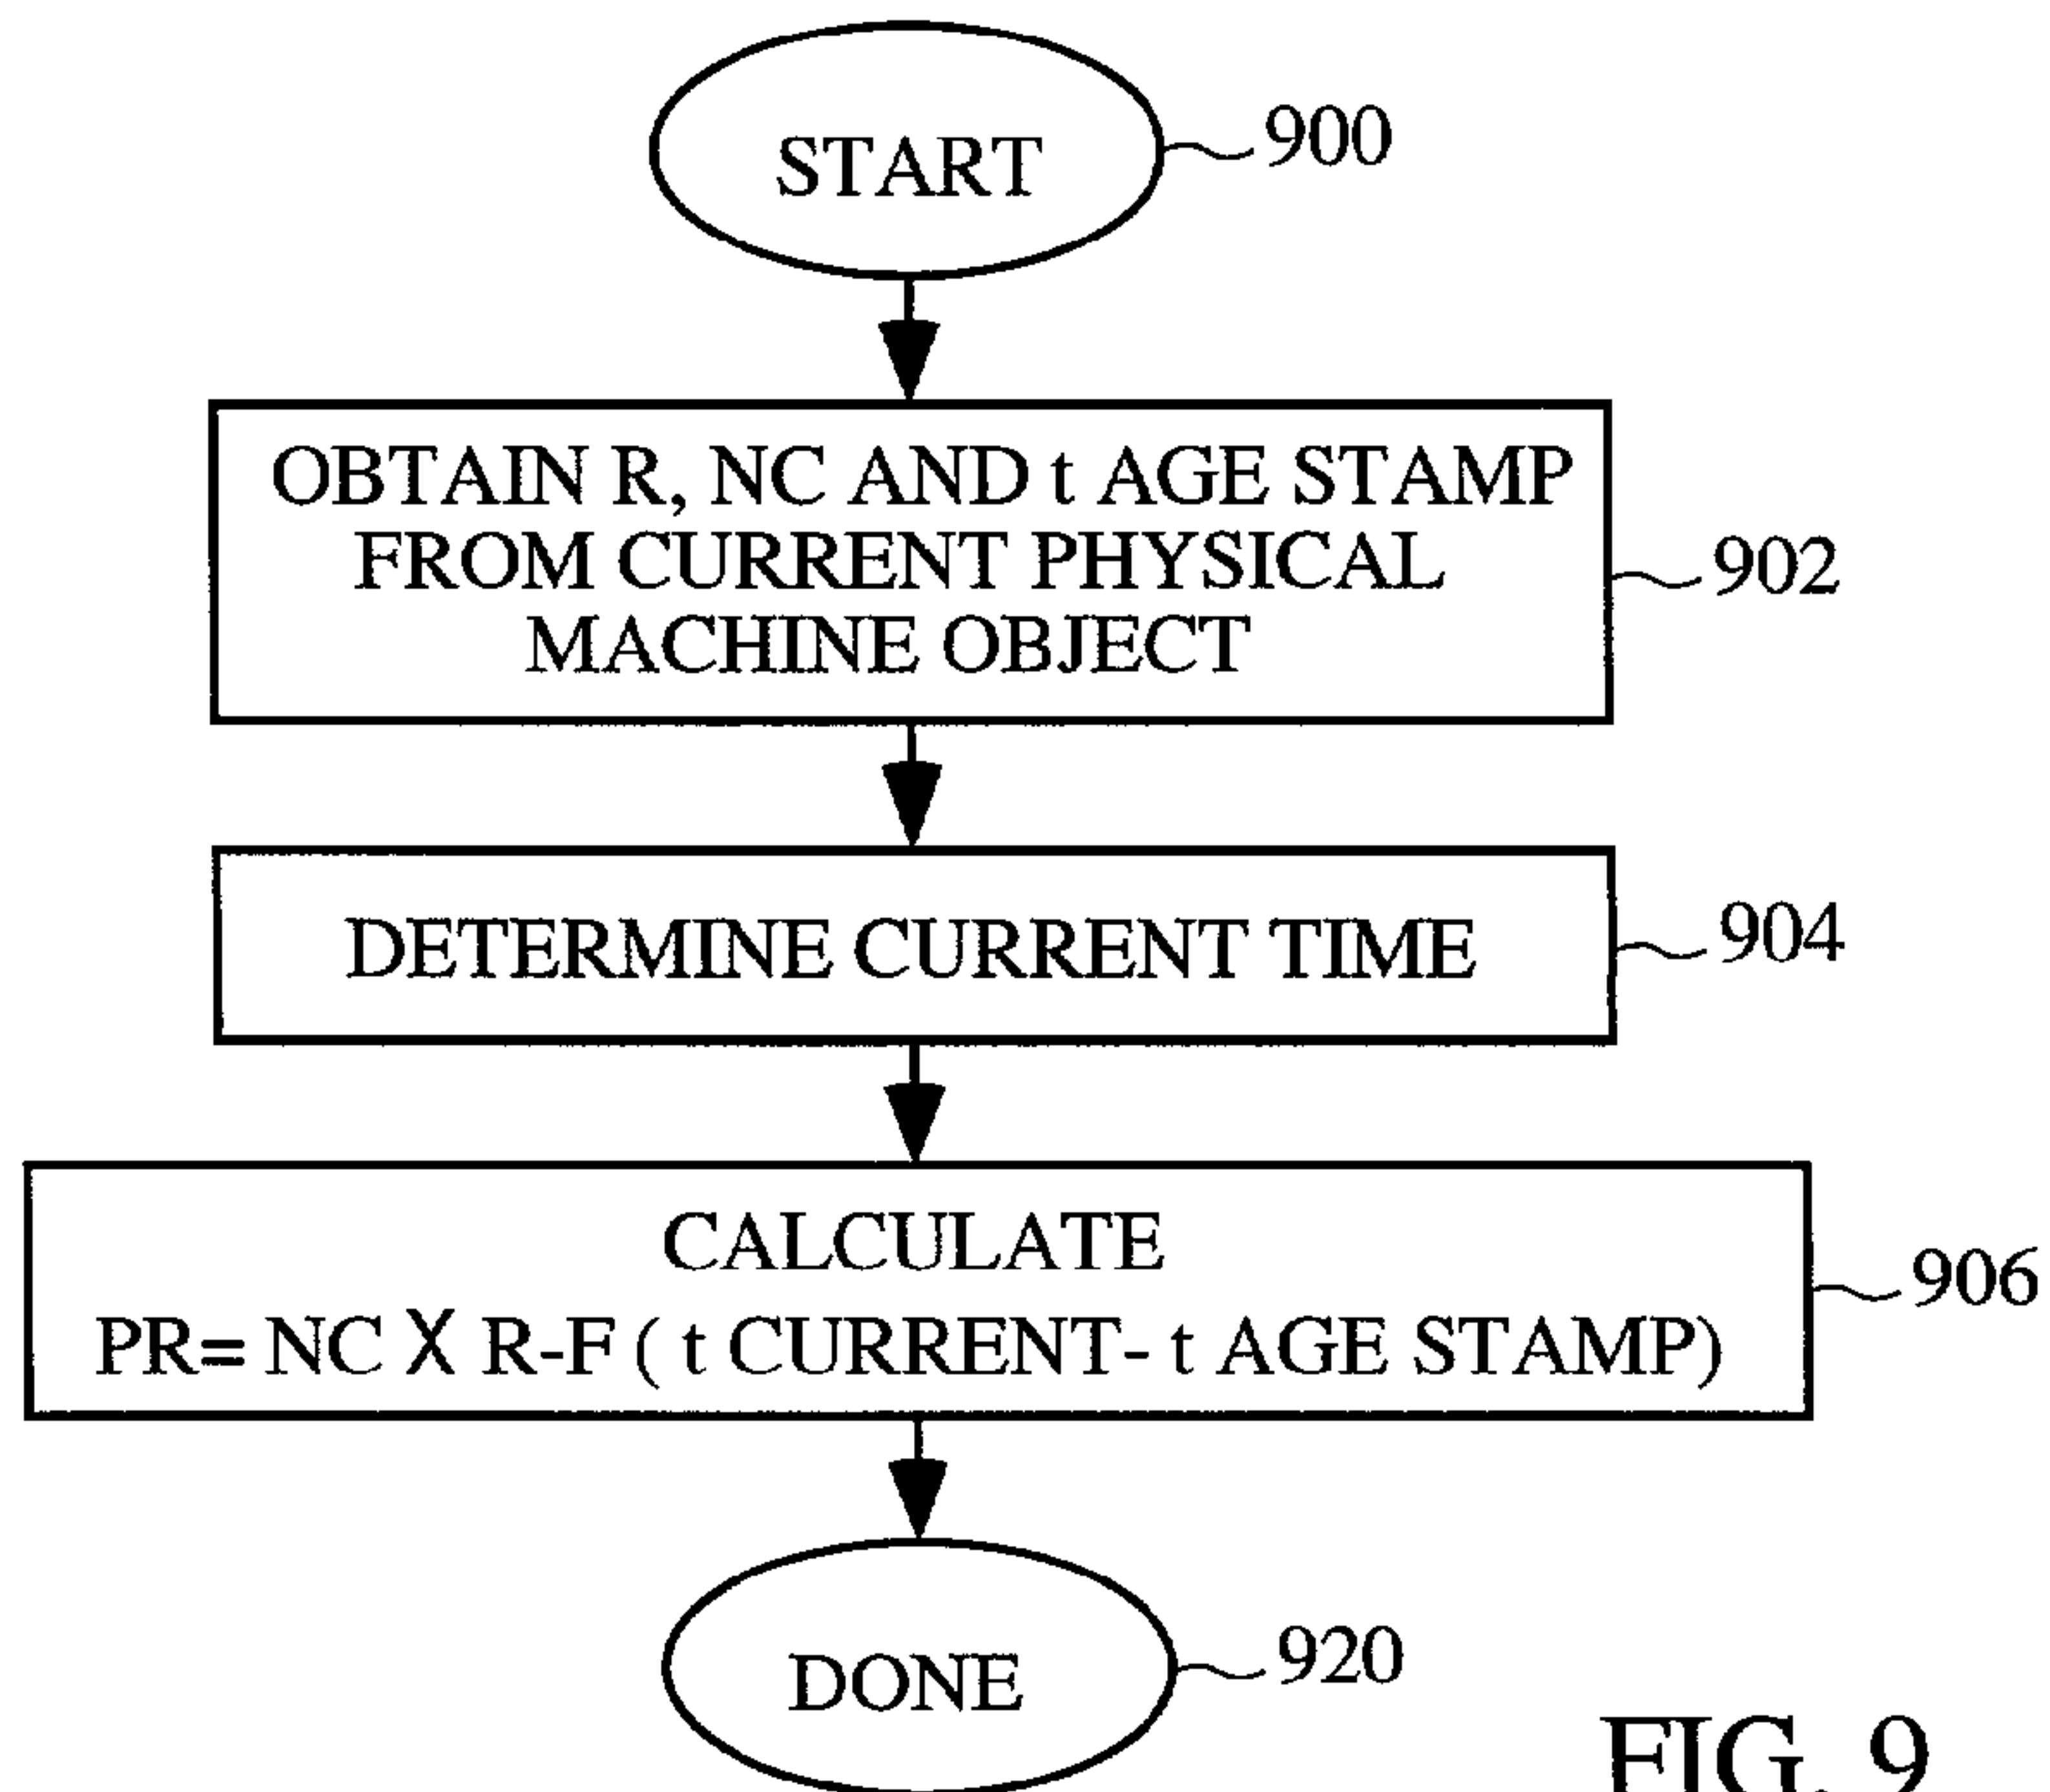 START
900
OBTAIN R, NC AND t AGE STAMP
FROM CURRENT PHYSICAL
MACHINE OBJECT
902
DETERMINE CURRENT TIME
904
CALCULATE
PR= NC X R-F ( t CURRENT- t AGE STAMP)
906
DONE
920
FIG. 9